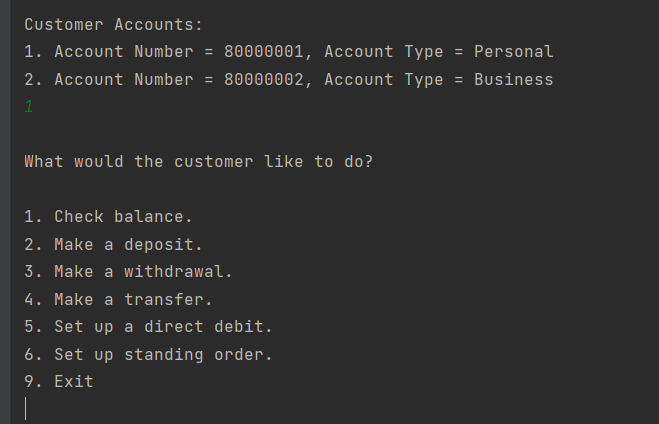 Customer Accounts:
1. Account Number = 80000001, Account Type = Personal
2. Account Number = 80000002, Account Type = Business
1
What would the customer like to do?
1. Check balance.
2. Make a deposit.
3. Make a withdrawal.
4. Make a transfer.
5. Set up a direct debit.
6. Set up standing order.
9. Exit